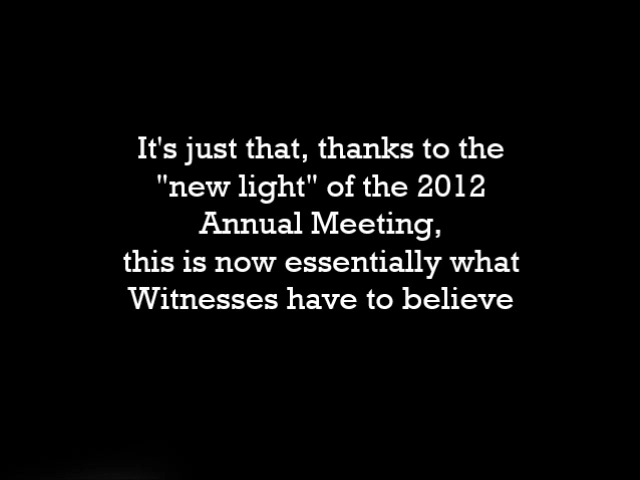 It's just that, thanks to the
"new light" of the 2012
Annual Meeting,
this is now essentially what
Witnesses have to believe